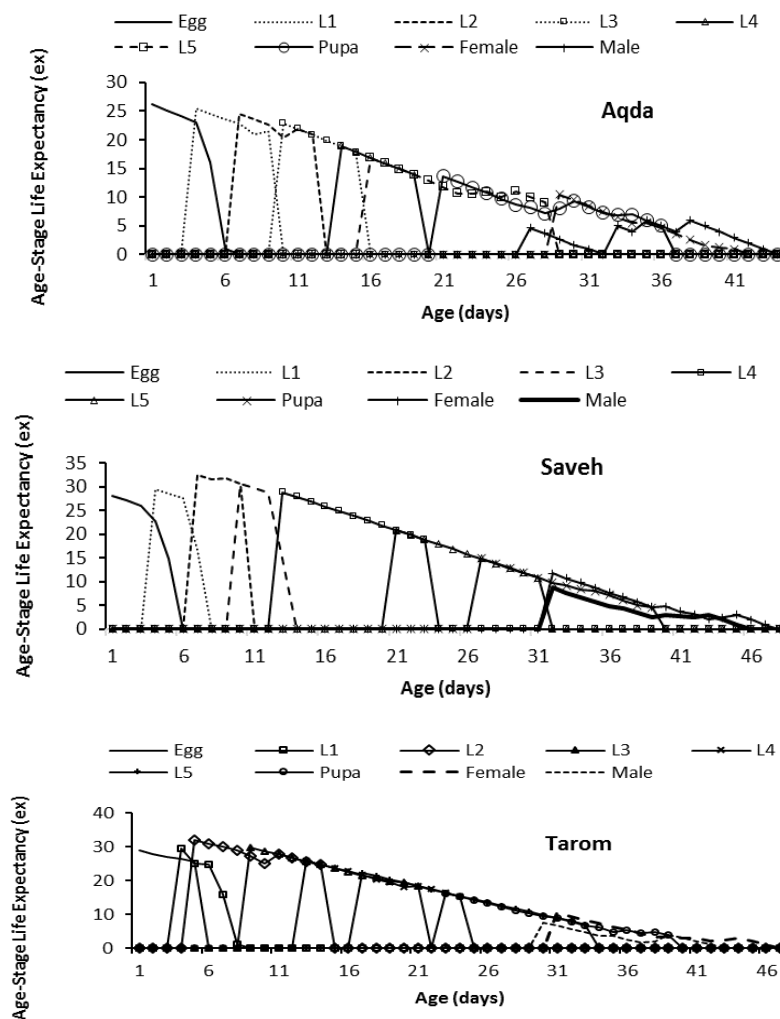 Egg L1 L2 L3 L4
L5 Pupa Female Male
Aqda
Age-Stage Life Expectancy (ex)
30
25
20
15
10
5
0
1 6 11 16 21 26 31 36 41
Age (days)
Egg L1 L2 L3 L4
L5 Pupa Female Male
Saveh
Age-Stage Life Expectancy (ex)
35
30
25
20
15
10
5
0
1 6 11 16 21 26 31 36 41 46
Age (days)
Egg L1 L2 L3 L4
L5 Pupa Female Male
Tarom
Age-Stage Life Expectancy (ex)
40
30
20
10
0
1 6 11 16 21 26 31 36 41 46
Age (days)